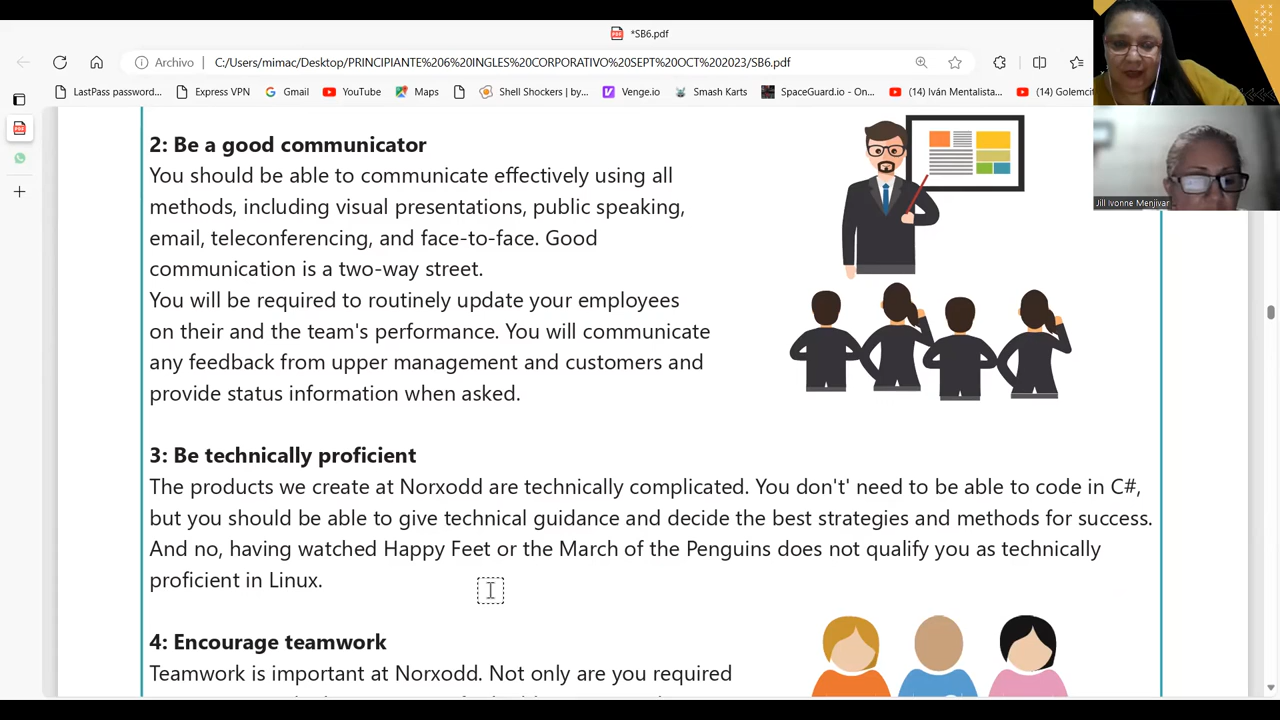 *SB6.pdf
Archivo
C:/Users/mimac/Desktop/PRINCIPIANTE%206%20INGLES%20CORPORATIVO%20SEPT%20OCT%202023/SB6.pdf
LastPass password...
Express VPN
Gmail
YouTube
Maps
Shell Shockers | by...
Venge.io
Smash Karts
SpaceGuard.io - On...
(14) Iván Mentalista...
(14) Golemcit
Jill Ivonne Menjivar
2: Be a good communicator
You should be able to communicate effectively using all
methods, including visual presentations, public speaking,
email, teleconferencing, and face-to-face. Good
communication is a two-way street.
You will be required to routinely update your employees
on their and the team's performance. You will communicate
any feedback from upper management and customers and
provide status information when asked.
3: Be technically proficient
The products we create at Norxodd are technically complicated. You don't' need to be able to code in C#,
but you should be able to give technical guidance and decide the best strategies and methods for success.
And no, having watched Happy Feet or the March of the Penguins does not qualify you as technically
proficient in Linux.
4: Encourage teamwork
Teamwork is important at Norxodd. Not only are you required